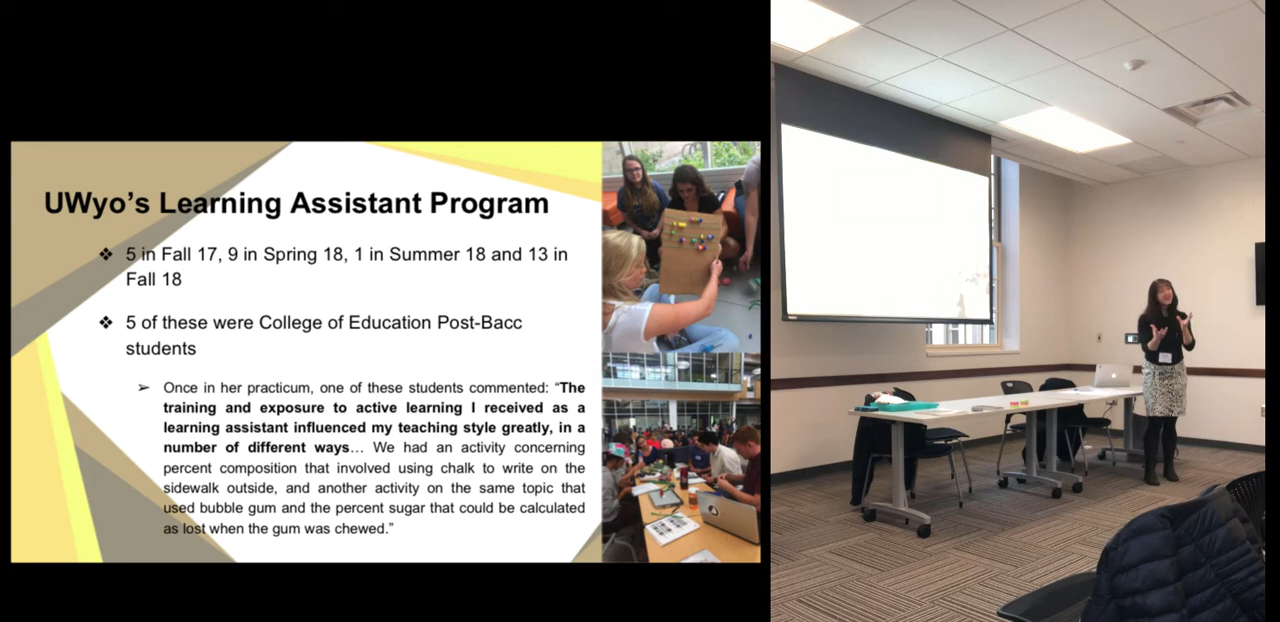 UWyo’s Learning Assistant Program
❖ 5 in Fall 17, 9 in Spring 18, 1 in Summer 18 and 13 in
Fall 18
❖ 5 of these were College of Education Post-Bacc
students
➢ Once in her practicum, one of these students commented: “The
training and exposure to active learning I received as a
learning assistant influenced my teaching style greatly, in a
number of different ways… We had an activity concerning
percent composition that involved using chalk to write on the
sidewalk outside, and another activity on the same topic that
used bubble gum and the percent sugar that could be calculated
as lost when the gum was chewed.”